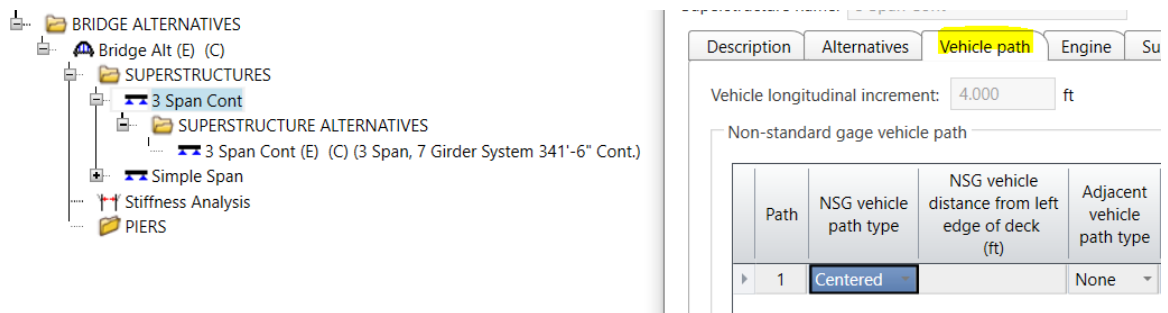 BRIDGE ALTERNATIVES
Bridge Alt (E) (C)
SUPERSTRUCTURES
3 Span Cont
SUPERSTRUCTURE ALTERNATIVES
3 Span Cont (E) (C) (3 Span, 7 Girder System 341'-6" Cont.)
Simple Span
Stiffness Analysis
PIERS
Description Alternatives Vehicle path Engine Su
Vehicle longitudinal increment: 4.000 ft
Non-standard gage vehicle path
Path
NSG vehicle
path type
NSG vehicle
distance from left
edge of deck
(ft)
Adjacent
vehicle
path type
1 Centered None